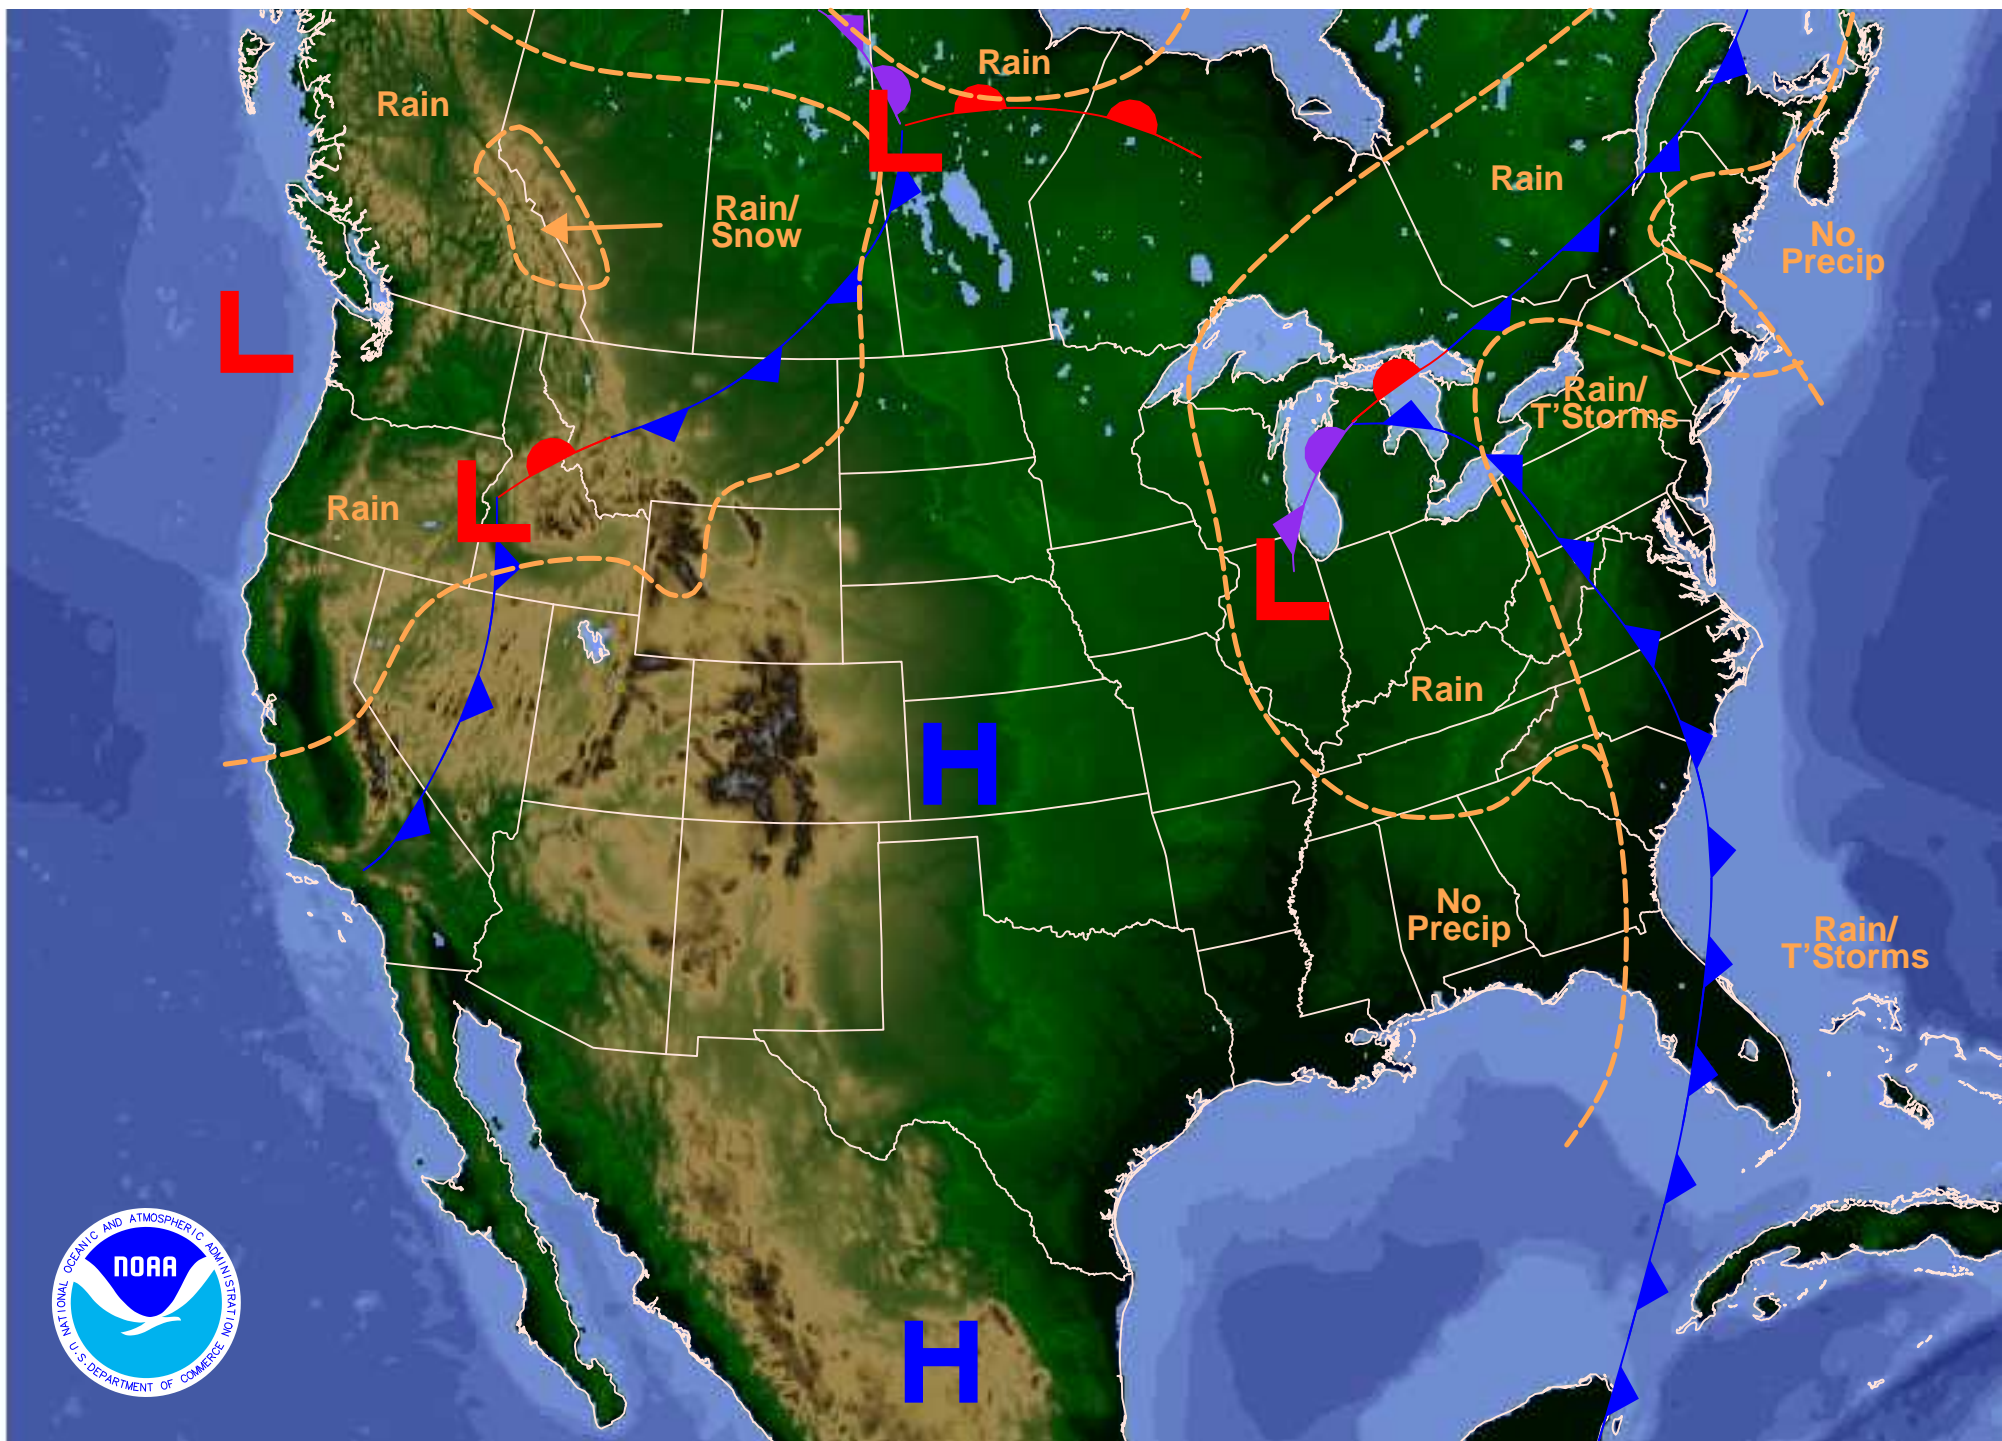 Rain
Rain
Rain/
Snow
Rain
No
Precip
Rain/
T'Storms
Rain
Rain
No
Precip
Rain/
T'Storms
L
L
L
L
H
H
NATIONAL OCEANIC AND ATMOSPHERIC ADMINISTRATION
NOAA
U.S. DEPARTMENT OF COMMERCE